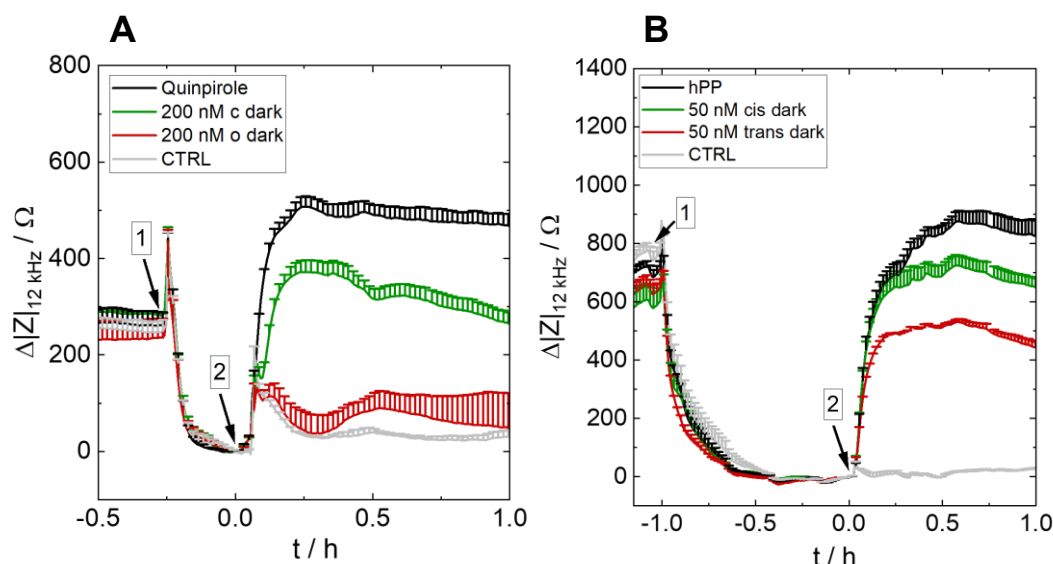 A
B
800
600
400
200
0
Δ|Z|12 kHz / Ω
Quinpirole
200 nM c dark
200 nM o dark
CTRL
1
2
-0.5
0.0
0.5
1.0
t / h
1400
1200
1000
800
600
400
200
0
Δ|Z|12 kHz / Ω
hPP
50 nM cis dark
50 nM trans dark
CTRL
1
2
-1.0
-0.5
0.0
0.5
1.0
t / h